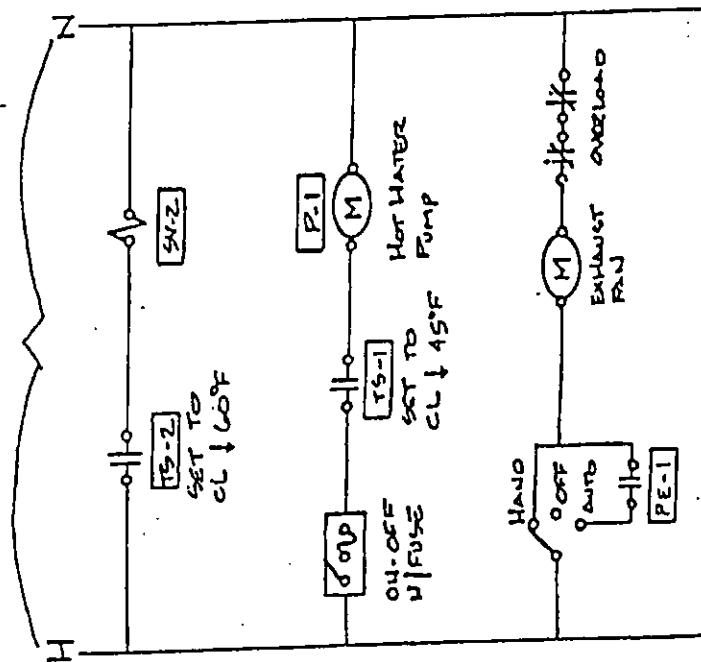 H
N
TS-2
SET TO
CL ↓ 60°F
SV-2
ON-OFF
W/FUSE
TS-1
SET TO
CL ↓ 45°F
P-1
M
HOT WATER
PUMP
HAND
OFF
AUTO
PE-1
M
EXHAUST
FAN
OVERLOAD